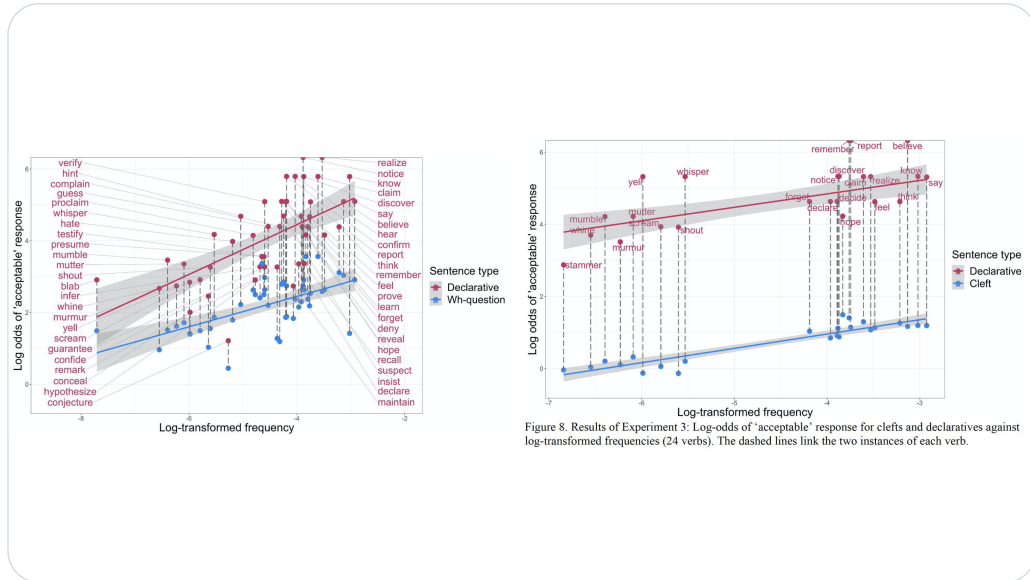 Log odds of 'acceptable' response
6
4
2
0
verify
hint
complain
guess
proclaim
whisper
hate
testify
presume
mumble
mutter
shout
blab
infer
whine
murmur
yell
scream
guarantee
confide
remark
conceal
hypothesize
conjecture
realize
notice
know
claim
discover
say
believe
hear
confirm
report
think
remember
feel
prove
learn
forget
deny
reveal
hope
recall
suspect
insist
declare
maintain
-8
-6
-4
-2
Log-transformed frequency
Sentence type
Declarative
Wh-question
Log odds of 'acceptable' response
6
4
2
0
remember
report
believe
yell
whisper
notice
discover
claim
realize
know
say
forget
declare
decide
feel
think
hope
mumble
mutter
whine
scream
shout
murmur
stammer
-7
-6
-5
-4
-3
Log-transformed frequency
Sentence type
Declarative
Cleft
Figure 8. Results of Experiment 3: Log-odds of 'acceptable' response for clefts and declaratives against
log-transformed frequencies (24 verbs). The dashed lines link the two instances of each verb.